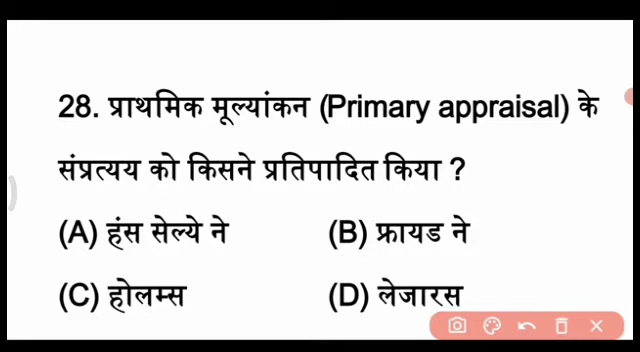 28. प्राथमिक मूल्यांकन (Primary appraisal) के
संप्रत्यय को किसने प्रतिपादित किया ?
(A) हंस सेल्ये ने (B) फ्रायड ने
(C) होलम्स (D) लेजारस